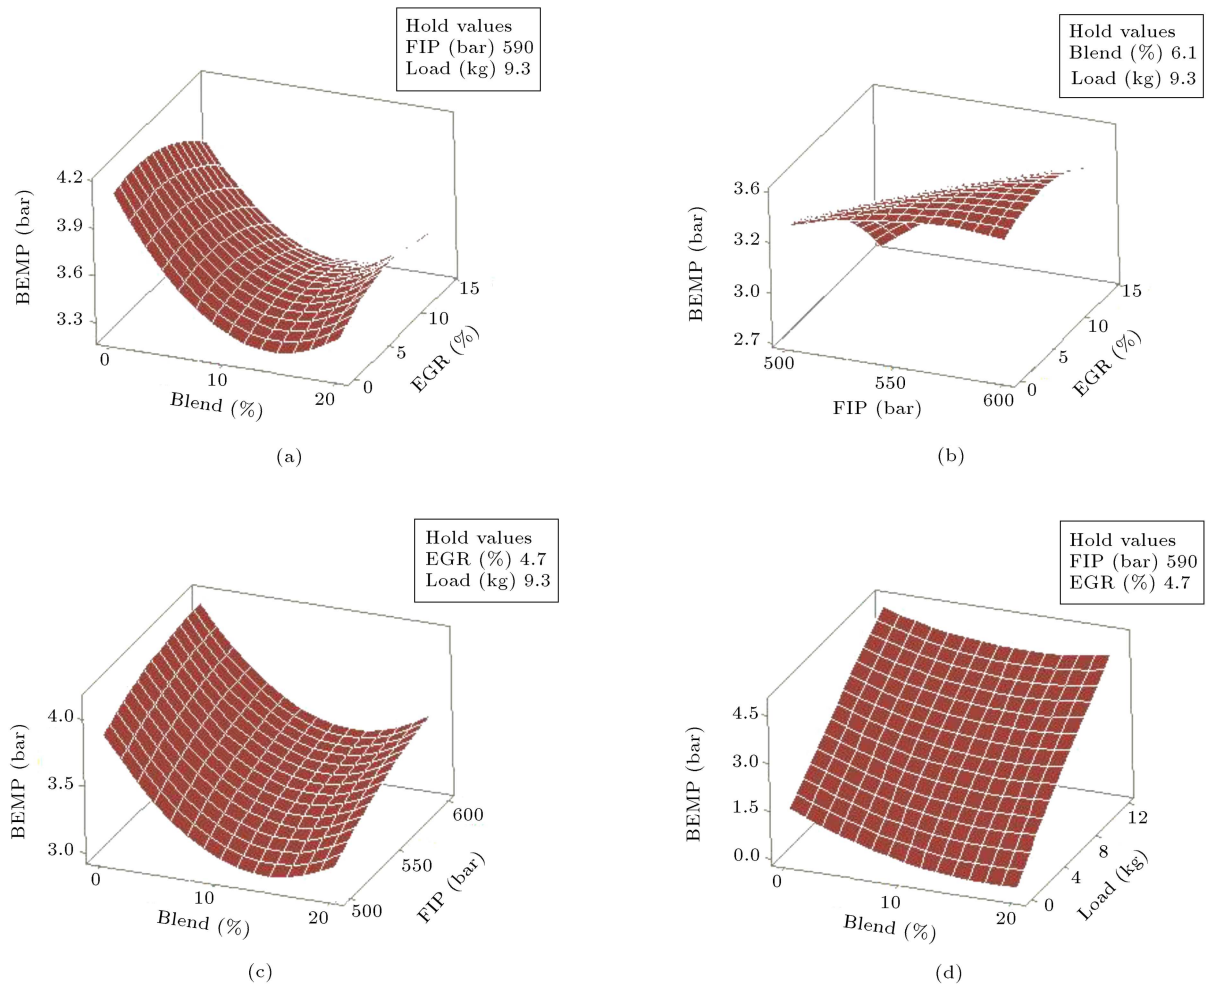 Hold values
FIP (bar) 590
Load (kg) 9.3
4.2
3.9
3.6
3.3
BEMP (bar)
0
10
20
Blend (%)
0
5
10
15
EGR (%)
(a)
Hold values
Blend (%) 6.1
Load (kg) 9.3
3.6
3.2
3.0
2.7
BEMP (bar)
500
550
600
FIP (bar)
0
5
10
15
EGR (%)
(b)
Hold values
EGR (%) 4.7
Load (kg) 9.3
4.0
3.5
3.0
BEMP (bar)
0
10
20
Blend (%)
500
550
600
FIP (bar)
(c)
Hold values
FIP (bar) 590
EGR (%) 4.7
4.5
3.0
1.5
0.0
BEMP (bar)
0
10
20
Blend (%)
0
4
8
12
Load (kg)
(d)